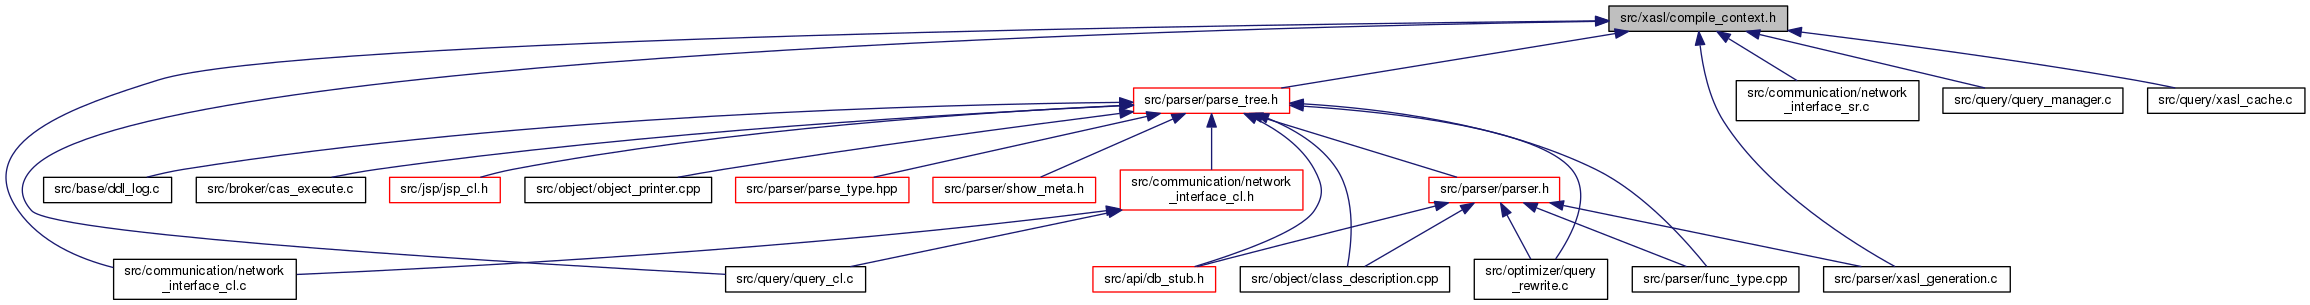 src/xasl/compile_context.h
src/parser/parse_tree.h
src/communication/network
_interface_sr.c
src/query/query_manager.c
src/query/xasl_cache.c
src/base/ddl_log.c
src/broker/cas_execute.c
src/jsp/jsp_cl.h
src/object/object_printer.cpp
src/parser/parse_type.hpp
src/parser/show_meta.h
src/communication/network
_interface_cl.h
src/parser/parser.h
src/communication/network
_interface_cl.c
src/query/query_cl.c
src/api/db_stub.h
src/object/class_description.cpp
src/optimizer/query
_rewrite.c
src/parser/func_type.cpp
src/parser/xasl_generation.c